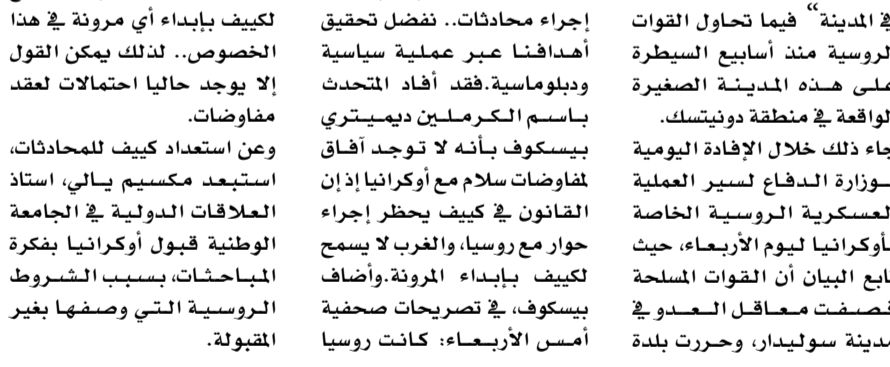 في المدينة“ فيما تحاول القوات
الروسية منذ أسابيع السيطرة
على هذه المدينة الصغيرة
الواقعة في منطقة دونيتسك.
جاء ذلك خلال الإفادة اليومية
لوزارة الدفاع لسير العملية
العسكرية الروسية الخاصة
بأوكرانيا ليوم الأربعاء، حيث
تابع البيان أن القوات المسلحة
قصفت معاقل العدو في
مدينة سوليدار، وحررت بلدة
إجراء محادثات.. نفضل تحقيق
أهدافنا عبر عملية سياسية
ودبلوماسية.فقد أفاد المتحدث
باسم الكرملين ديميتري
بيسكوف بأنه لا توجد آفاق
لمفاوضات سلام مع أوكرانيا إذ إن
القانون في كييف يحظر إجراء
حوار مع روسيا، والغرب لا يسمح
لكييف بإبداء المرونة.وأضاف
بيسكوف، في تصريحات صحفية
أمس الأربعاء: كانت روسيا
لكييف بإبداء أي مرونة في هذا
الخصوص.. لذلك يمكن القول
إلا يوجد حاليا احتمالات لعقد
مفاوضات.
وعن استعداد كييف للمحادثات،
استبعد مكسيم يالي، استاذ
العلاقات الدولية في الجامعة
الوطنية قبول أوكرانيا بفكرة
المباحثات، بسبب الشروط
الروسية التي وصفها بغير
المقبولة.